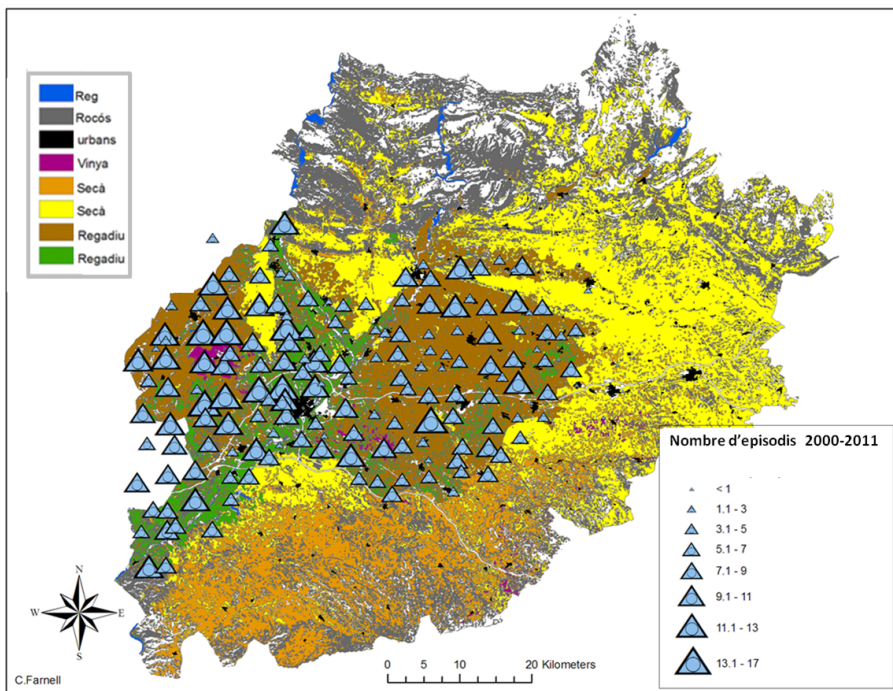 Reg
Rocós
urbans
Vinya
Secà
Secà
Regadiu
Regadiu
Nombre d'episodis 2000-2011
< 1
1.1 - 3
3.1 - 5
5.1 - 7
7.1 - 9
9.1 - 11
11.1 - 13
13.1 - 17
N
W E
S
0 5 10 20 Kilometers
C.Farnell